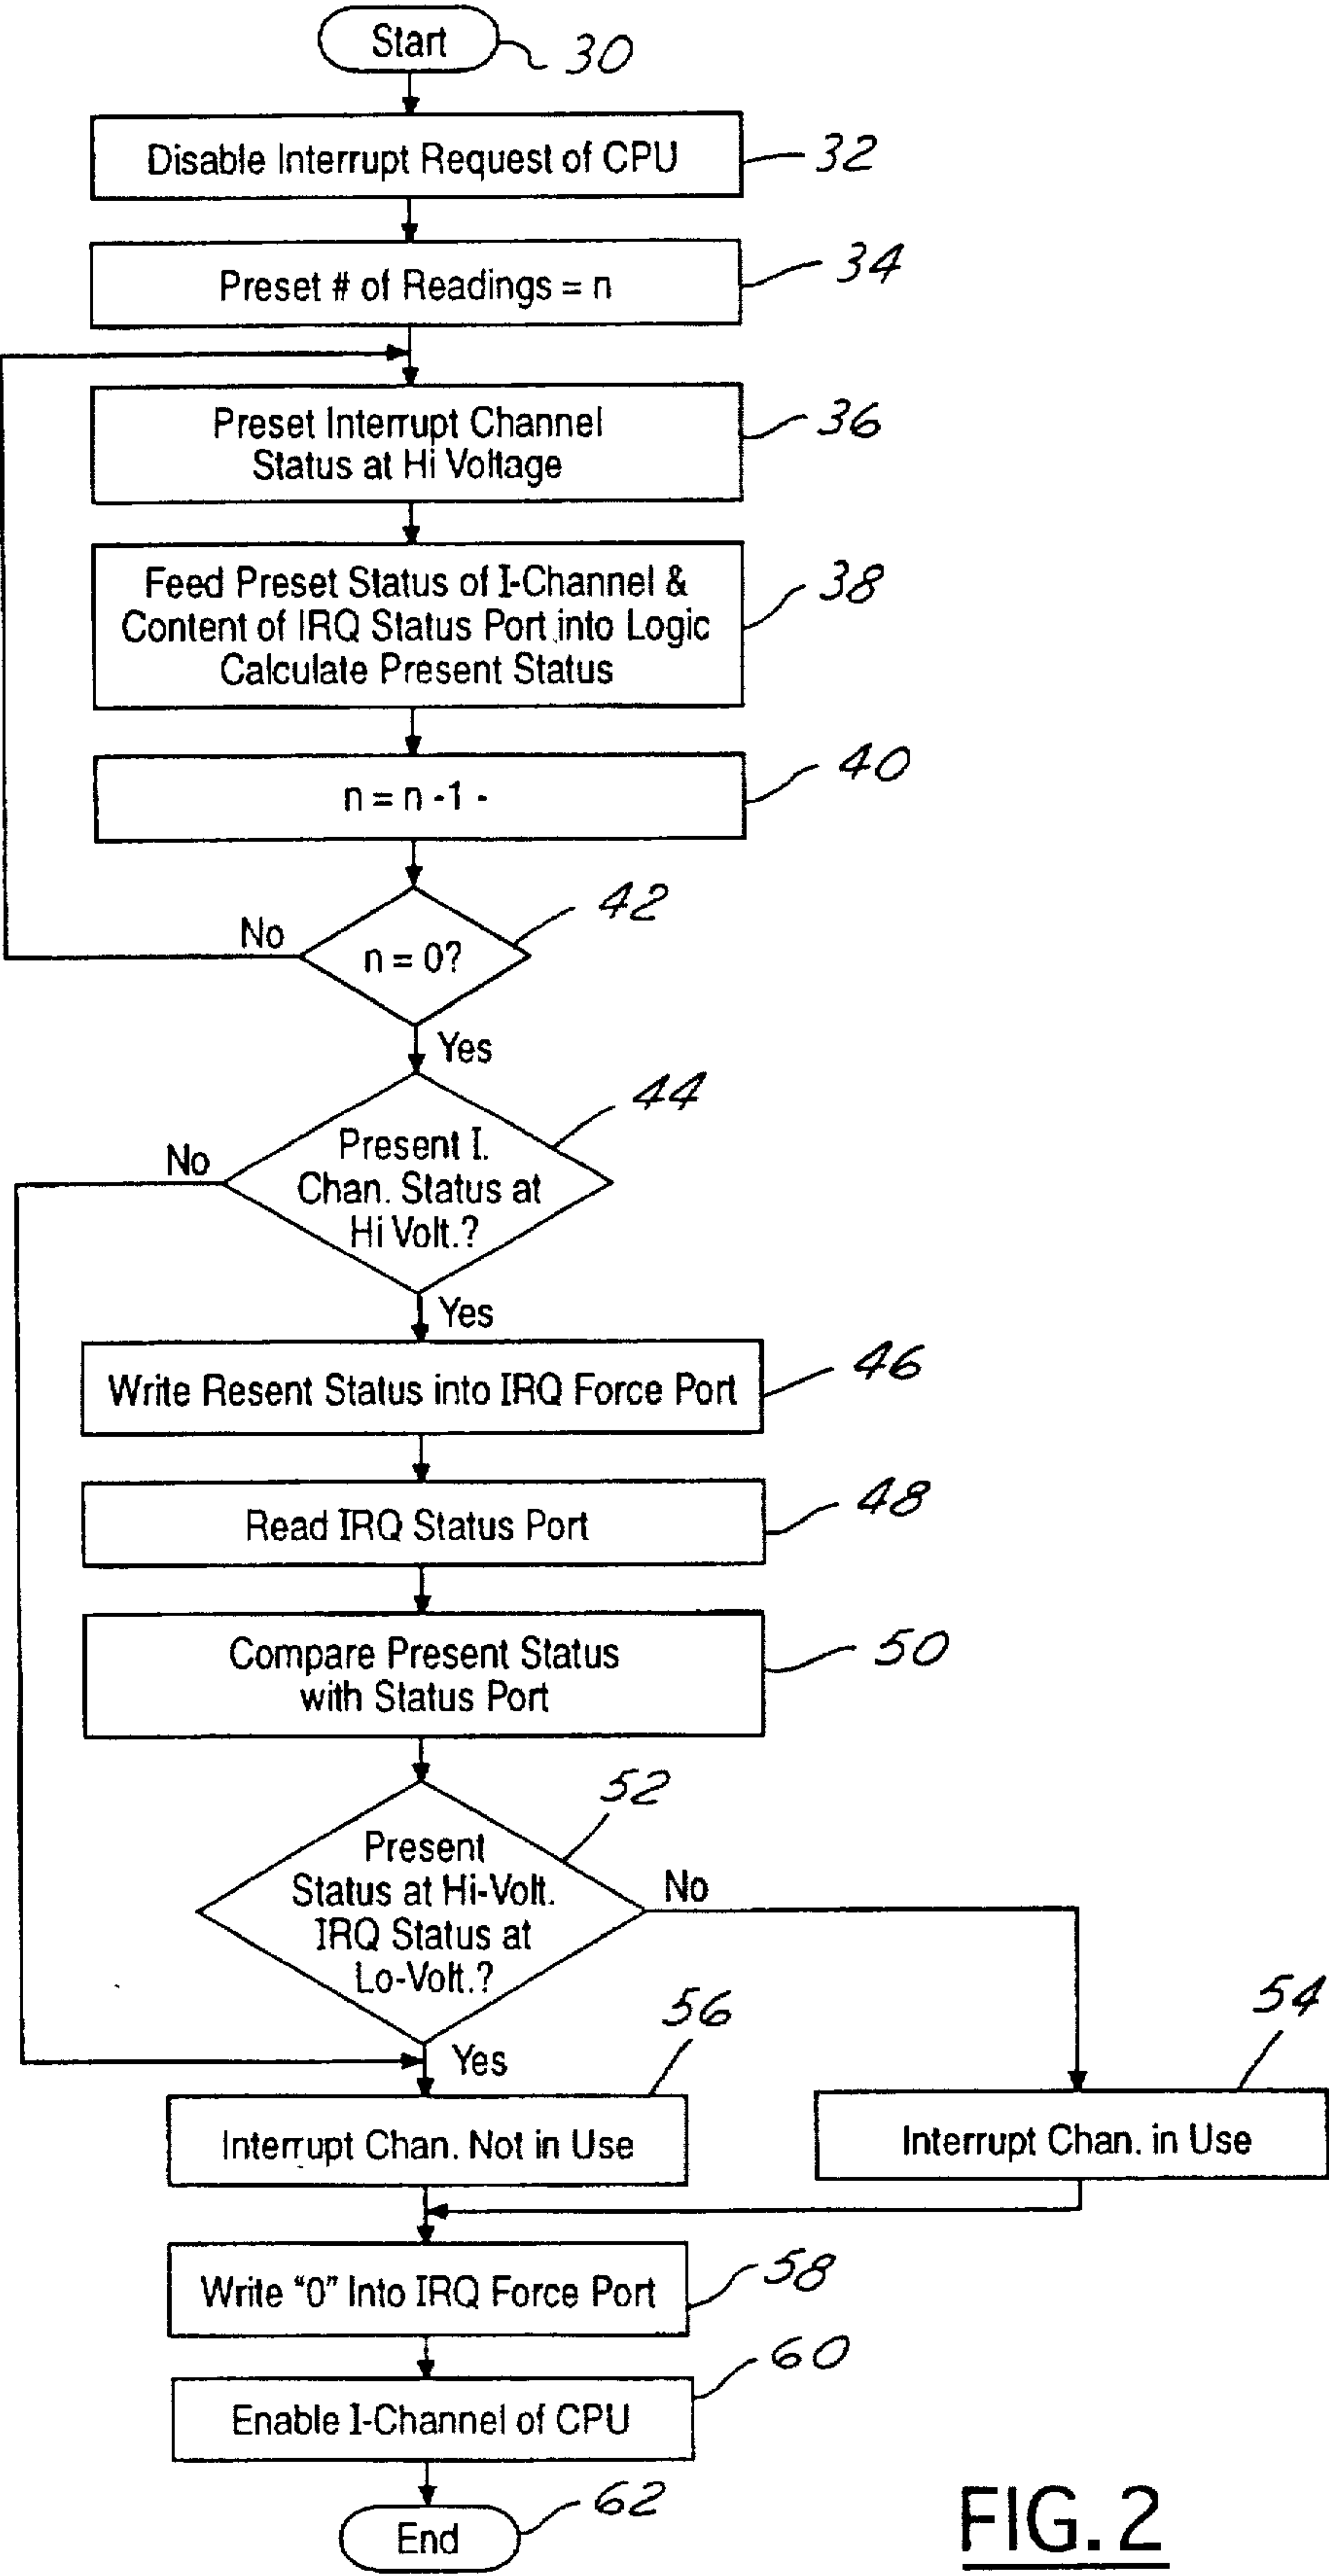 Start
30
Disable Interrupt Request of CPU
32
Preset # of Readings = n
34
Preset Interrupt Channel
Status at Hi Voltage
36
Feed Preset Status of I-Channel &
Content of IRQ Status Port into Logic
Calculate Present Status
38
n = n -1 -
40
n = 0?
42
No
Yes
Present I.
Chan. Status at
Hi Volt.?
44
No
Yes
Write Resent Status into IRQ Force Port
46
Read IRQ Status Port
48
Compare Present Status
with Status Port
50
Present
Status at Hi-Volt.
IRQ Status at
Lo-Volt.?
52
No
Yes
Interrupt Chan. Not in Use
56
Interrupt Chan. in Use
54
Write "0" Into IRQ Force Port
58
Enable I-Channel of CPU
60
End
62
FIG. 2